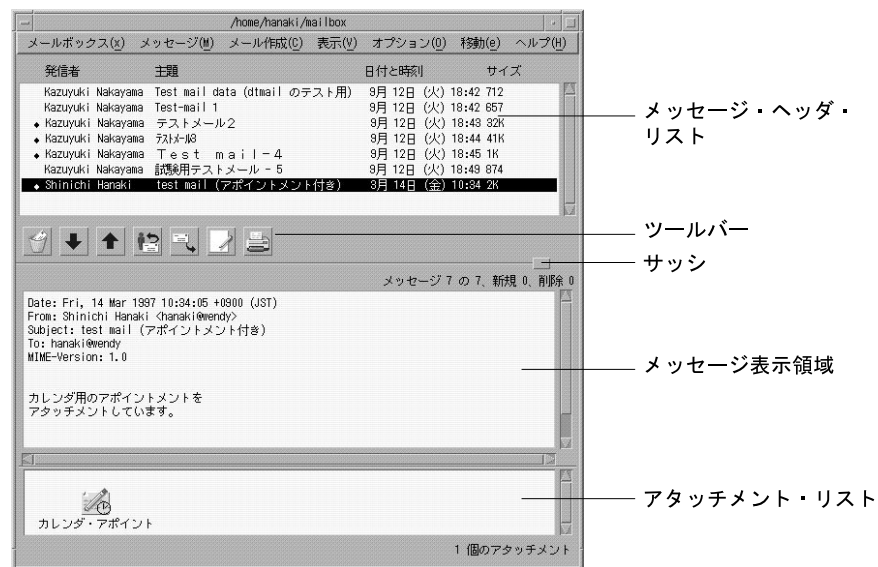 /home/hanaki/mailbox
メールボックス(x) メッセージ(M) メール作成(C) 表示(V) オプション(O) 移動(e) ヘルプ(H)
発信者 主題 日付と時刻 サイズ
Kazuyuki Nakayama Test mail data (dtmail のテスト用) 9月 12日 (火) 18:42 712
Kazuyuki Nakayama Test-mail 1 9月 12日 (火) 18:42 657
Kazuyuki Nakayama テストメール2 9月 12日 (火) 18:43 32K
Kazuyuki Nakayama ﾃｽﾄﾒｰﾙ3 9月 12日 (火) 18:44 41K
Kazuyuki Nakayama Ｔｅｓｔ ｍａｉｌ－４ 9月 12日 (火) 18:45 1K
Kazuyuki Nakayama 試験用テストメール - 5 9月 12日 (火) 18:49 874
Shinichi Hanaki test mail (アポイントメント付き) 3月 14日 (金) 10:34 2K
メッセージ・ヘッダ・
リスト
ツールバー
サッシ
メッセージ 7 の 7、新規 0、削除 0
Date: Fri, 14 Mar 1997 10:34:05 +0900 (JST)
From: Shinichi Hanaki <hanaki@wendy>
Subject: test mail (アポイントメント付き)
To: hanaki@wendy
MIME-Version: 1.0
カレンダ用のアポイントメントを
アタッチメントしています。
メッセージ表示領域
カレンダ・アポイント
アタッチメント・リスト
1 個のアタッチメント